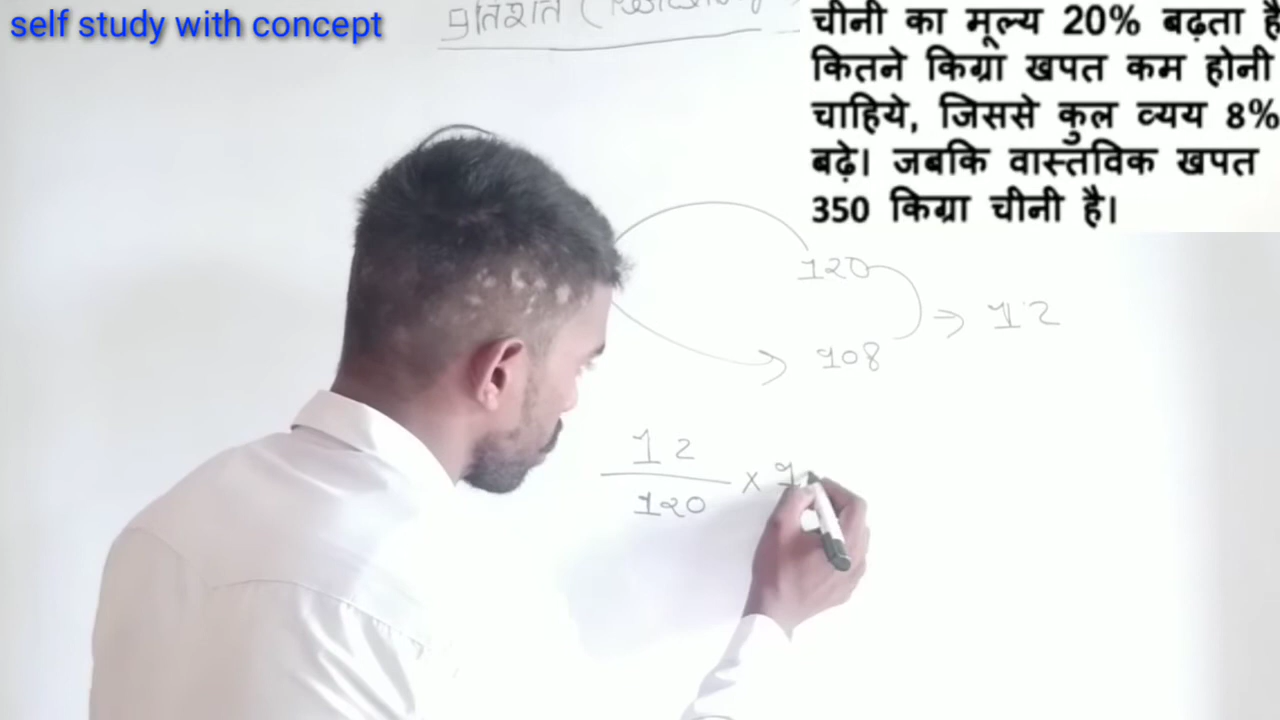 self study with concept
प्रतिशत (
चीनी का मूल्य 20% बढ़ता है
कितने किग्रा खपत कम होनी
चाहिये, जिससे कुल व्यय 8%
बढ़े। जबकि वास्तविक खपत
350 किग्रा चीनी है।
120
→ 12
108
12
120
× 1